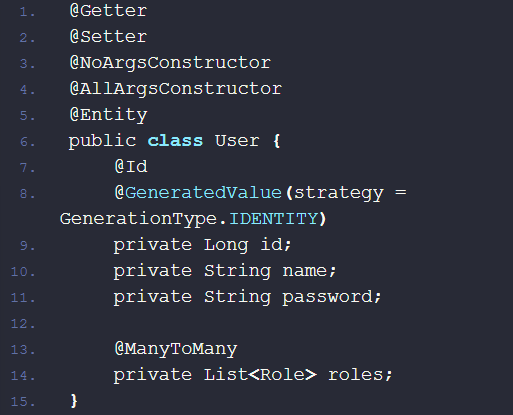 1. @Getter
2. @Setter
3. @NoArgsConstructor
4. @AllArgsConstructor
5. @Entity
6. public class User {
7.     @Id
8.     @GeneratedValue(strategy =
GenerationType.IDENTITY)
9.     private Long id;
10.     private String name;
11.     private String password;
12.
13.     @ManyToMany
14.     private List<Role> roles;
15. }